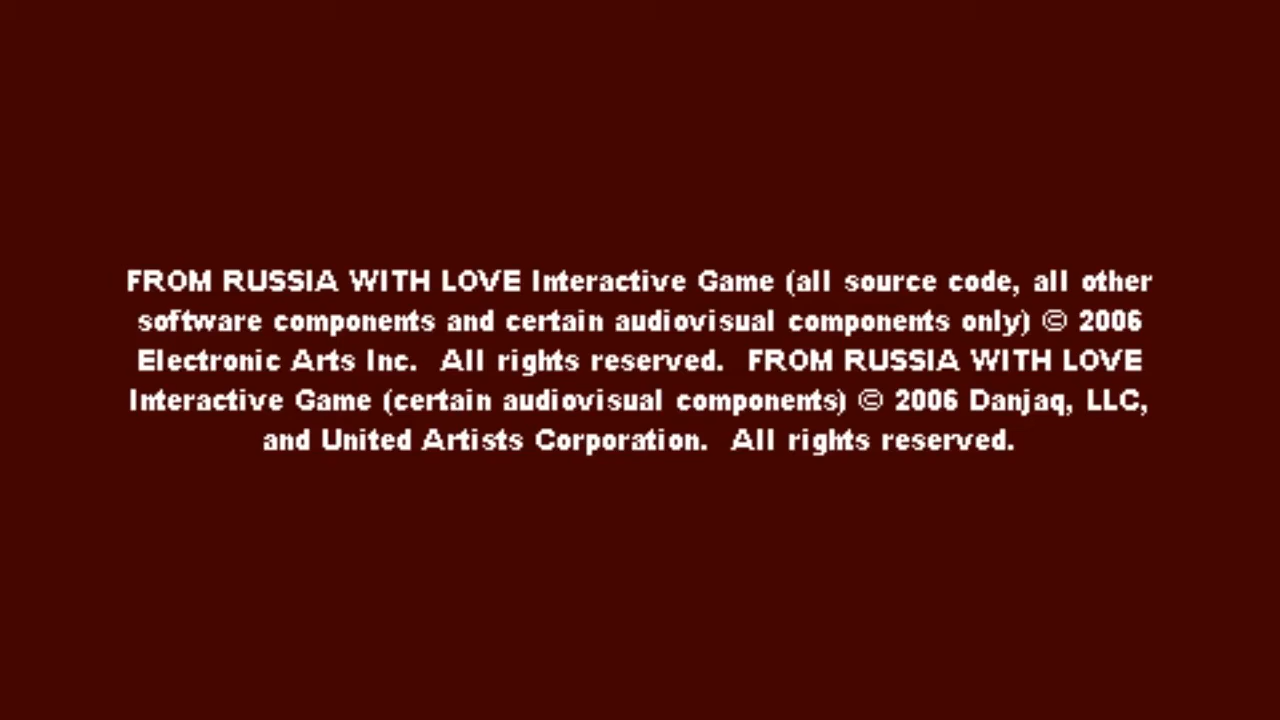 FROM RUSSIA WITH LOVE Interactive Game (all source code, all other
software components and certain audiovisual components only) © 2006
Electronic Arts Inc.  All rights reserved.  FROM RUSSIA WITH LOVE
Interactive Game (certain audiovisual components) © 2006 Danjaq, LLC,
and United Artists Corporation.  All rights reserved.